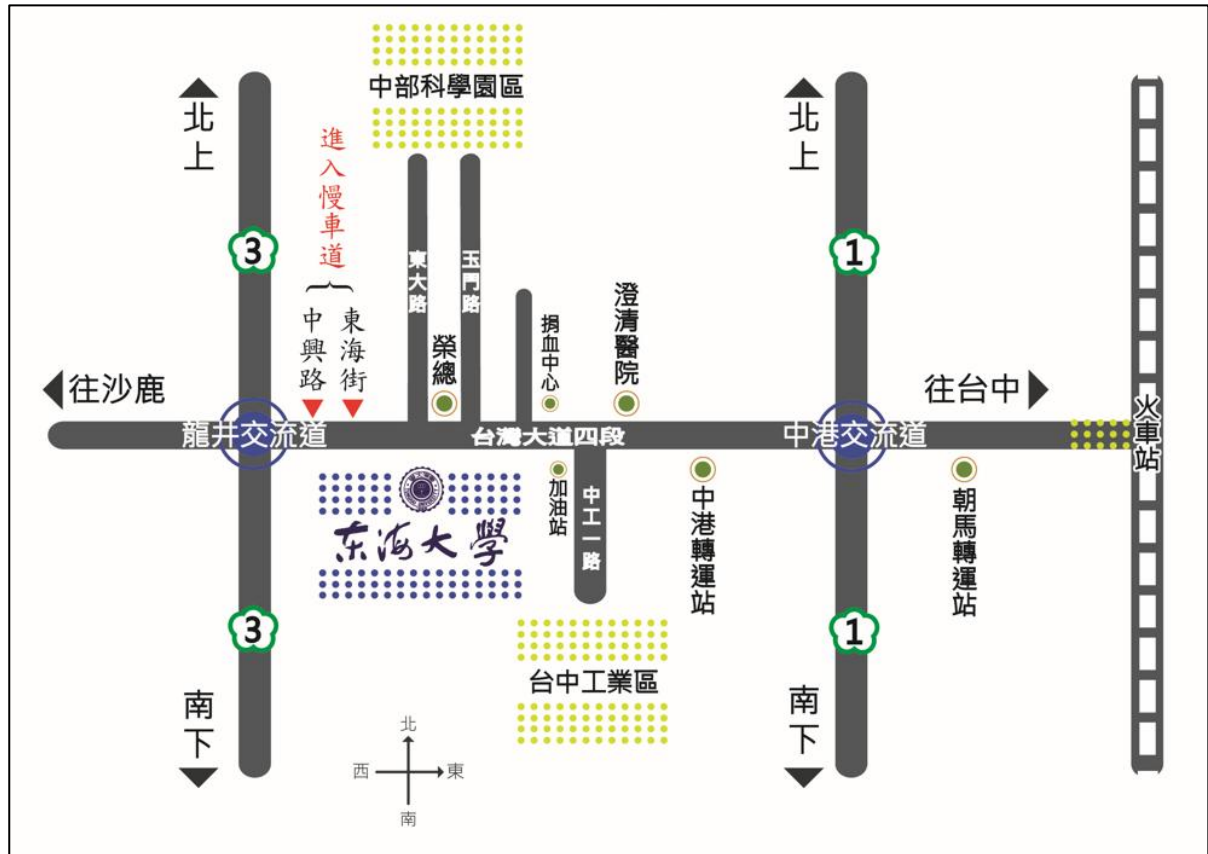 中部科學園區
北上
北上
進入慢車道
3
1
東大路
玉門路
中興路
東海街
榮總
捐血中心
澄清醫院
往沙鹿
往台中
龍井交流道
台灣大道四段
中港交流道
火車站
东海大學
加油站
中工一路
中港轉運站
朝馬轉運站
3
1
台中工業區
南下
南下
北
西
東
南